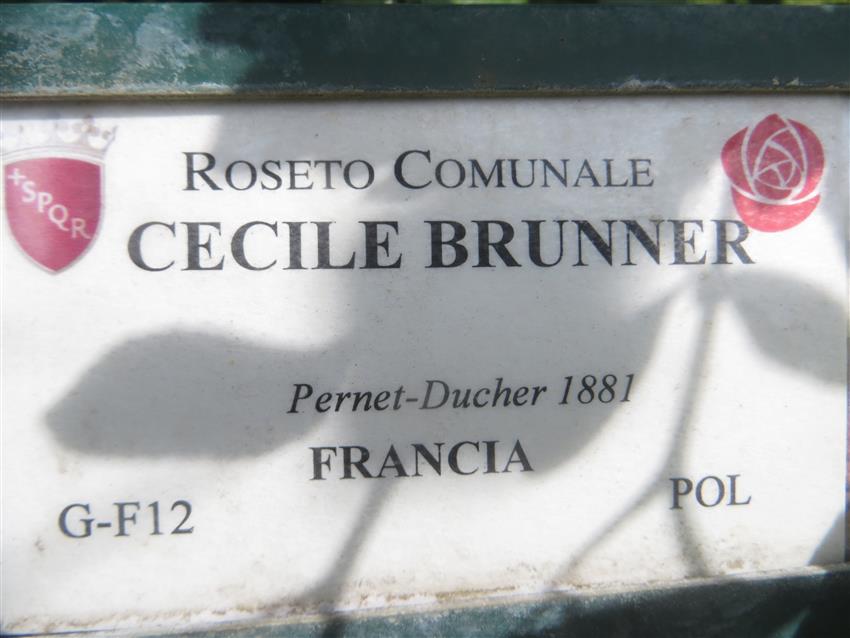 SPQR
ROSETO COMUNALE
CECILE BRUNNER
Pernet-Ducher 1881
FRANCIA
G-F12
POL